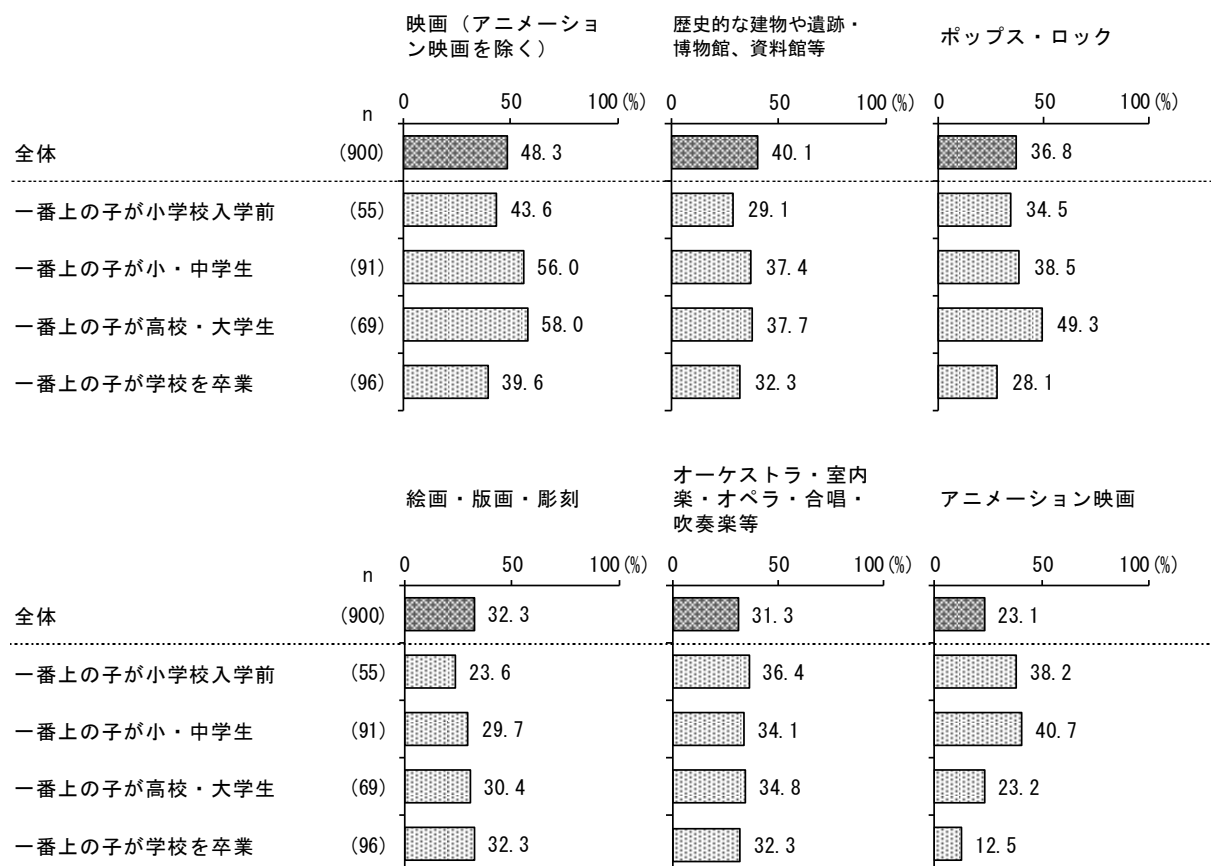 映画（アニメーショ
ン映画を除く）
歴史的な建物や遺跡・
博物館、資料館等
ポップス・ロック
n
0 50 100(%)
0 50 100(%)
0 50 100(%)
全体 (900) 48.3 40.1 36.8
一番上の子が小学校入学前 (55) 43.6 29.1 34.5
一番上の子が小・中学生 (91) 56.0 37.4 38.5
一番上の子が高校・大学生 (69) 58.0 37.7 49.3
一番上の子が学校を卒業 (96) 39.6 32.3 28.1
絵画・版画・彫刻
オーケストラ・室内
楽・オペラ・合唱・
吹奏楽等
アニメーション映画
n
0 50 100(%)
0 50 100(%)
0 50 100(%)
全体 (900) 32.3 31.3 23.1
一番上の子が小学校入学前 (55) 23.6 36.4 38.2
一番上の子が小・中学生 (91) 29.7 34.1 40.7
一番上の子が高校・大学生 (69) 30.4 34.8 23.2
一番上の子が学校を卒業 (96) 32.3 32.3 12.5